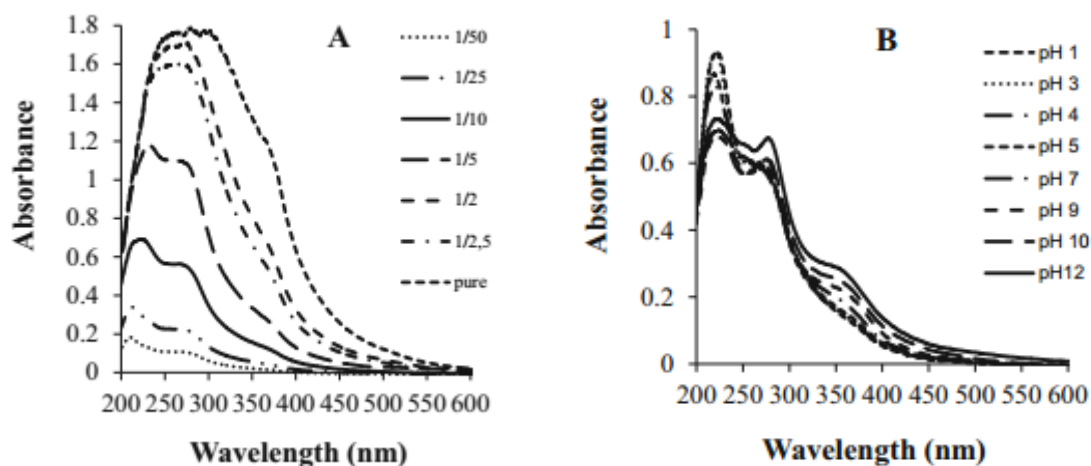 A
Absorbance
1.8
1.6
1.4
1.2
1
0.8
0.6
0.4
0.2
0
200 250 300 350 400 450 500 550 600
Wavelength (nm)
1/50
1/25
1/10
1/5
1/2
1/2,5
pure
B
Absorbance
1
0.8
0.6
0.4
0.2
0
200 250 300 350 400 450 500 550 600
Wavelength (nm)
pH 1
pH 3
pH 4
pH 5
pH 7
pH 9
pH 10
pH12